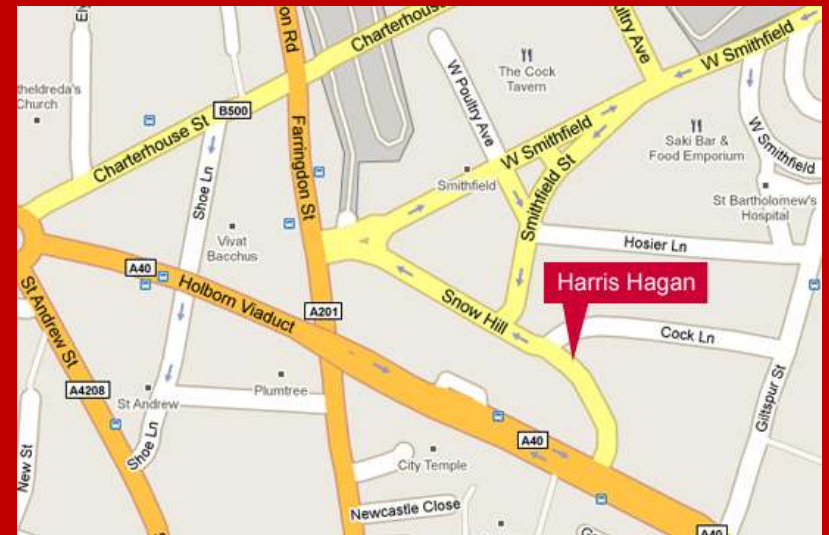 EN
theldreda's
Church
on Rd
Charterhouse
oultry Ave
W Smithfield
The Cock
Tavern
W Poultry Ave
B500
Charterhouse St
Farringdon St
Shoe Ln
W Smithfield
Saki Bar &
Food Emporium
W Smithfield
Smithfield
Smithfield St
St Bartholomew's
Hospital
Vivat
Bacchus
Hosier Ln
A40
Holborn Viaduct
Harris Hagan
St Andrew St
A201
Snow Hill
Cock Ln
A4208
St Andrew
Plumtree
Giltspur St
A40
New St
Shoe Ln
City Temple
Newcastle Close
A40